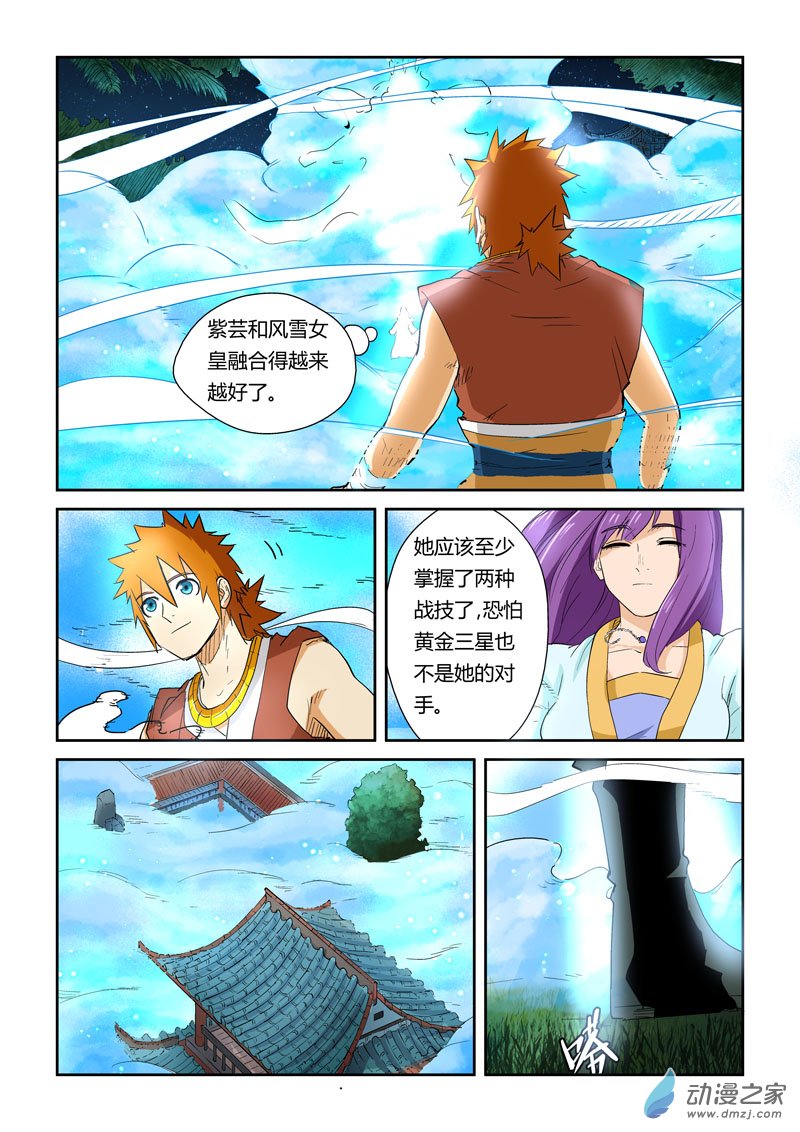 紫芸和风雪女
皇融合得越来
越好了。
她应该至少
掌握了两种
战技了,恐怕
黄金三星也
不是她的对
手。
嗒
动漫之家
www.dmzj.com